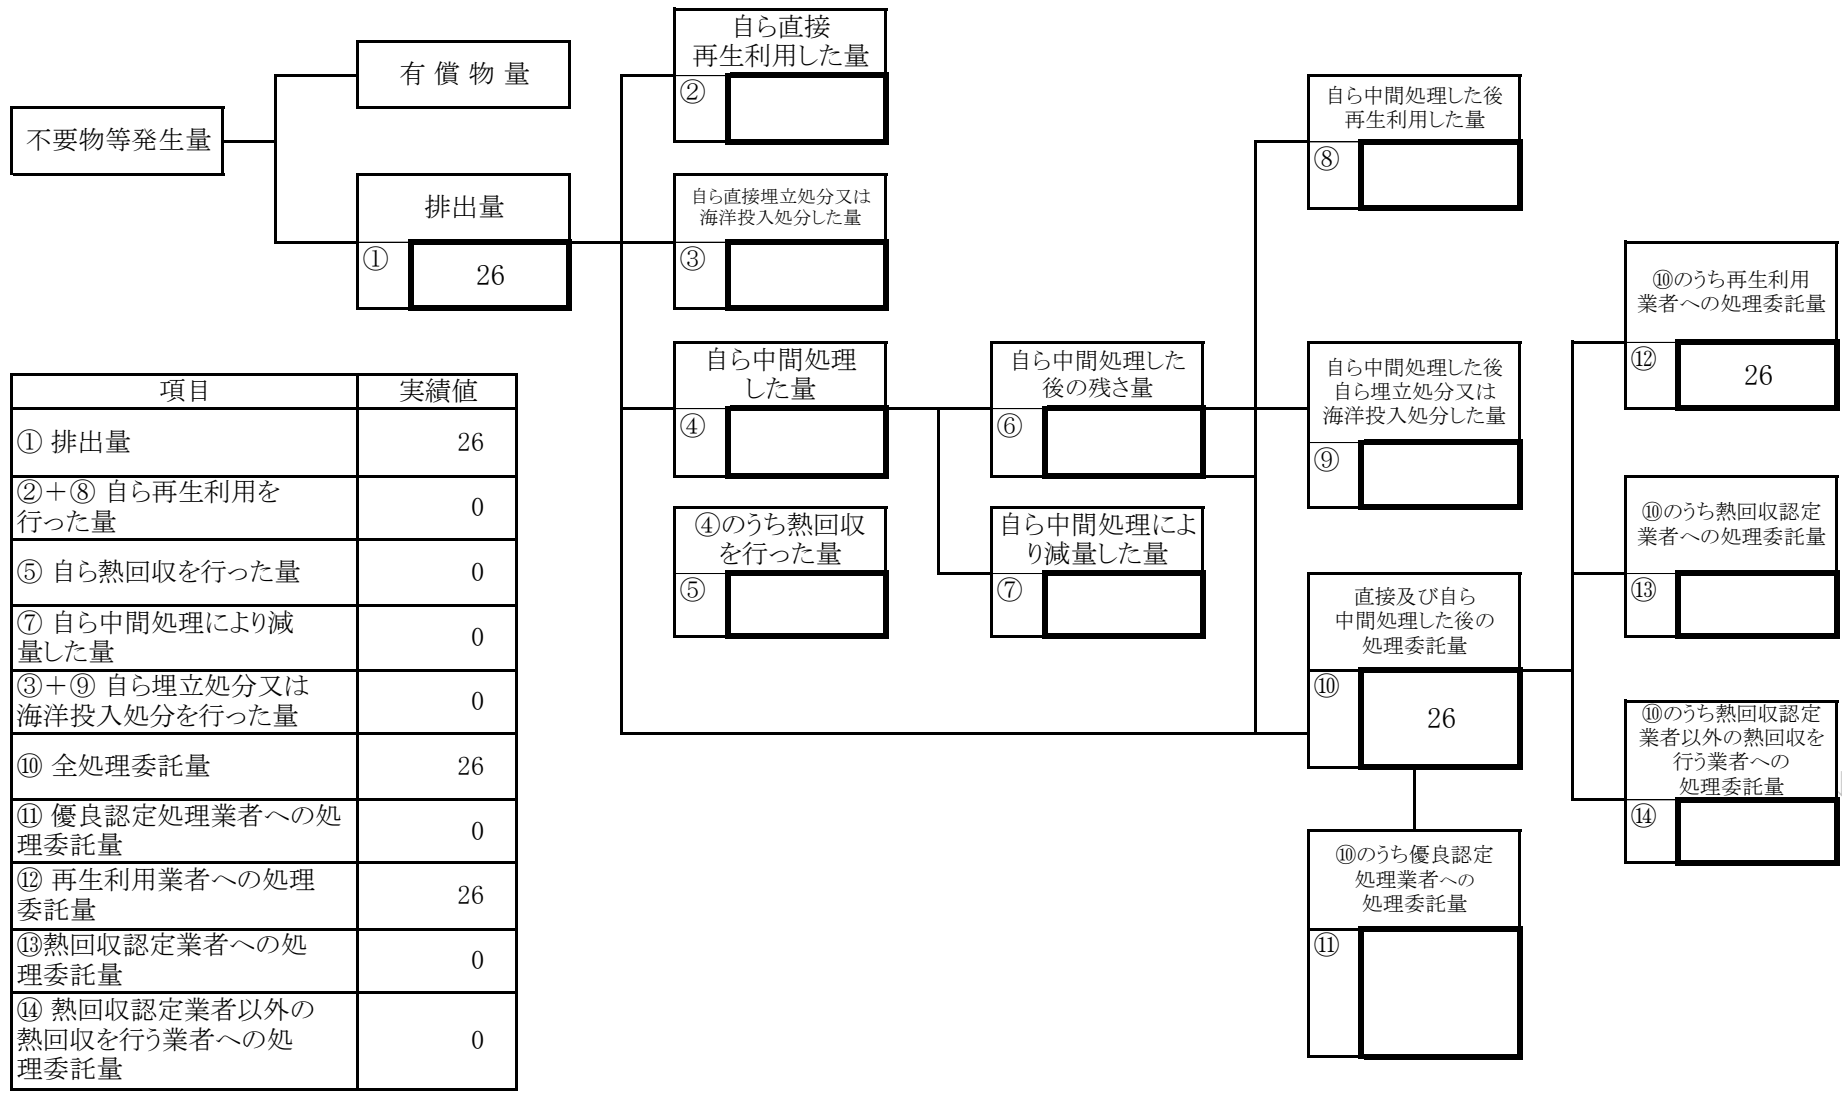 不要物等発生量
有 償 物 量
排出量
①
26
自ら直接
再生利用した量
②
自ら直接埋立処分又は
海洋投入処分した量
③
自ら中間処理
した量
④
④のうち熱回収
を行った量
⑤
自ら中間処理した
後の残さ量
⑥
自ら中間処理によ
り減量した量
⑦
自ら中間処理した後
再生利用した量
⑧
自ら中間処理した後
自ら埋立処分又は
海洋投入処分した量
⑨
直接及び自ら
中間処理した後の
処理委託量
⑩
26
⑩のうち優良認定
処理業者への
処理委託量
⑪
⑩のうち再生利用
業者への処理委託量
⑫
26
⑩のうち熱回収認定
業者への処理委託量
⑬
⑩のうち熱回収認定
業者以外の熱回収を
行う業者への
処理委託量
⑭
項目 実績値
① 排出量 26
②＋⑧ 自ら再生利用を
行った量 0
⑤ 自ら熱回収を行った量 0
⑦ 自ら中間処理により減
量した量 0
③＋⑨ 自ら埋立処分又は
海洋投入処分を行った量 0
⑩ 全処理委託量 26
⑪ 優良認定処理業者への処
理委託量 0
⑫ 再生利用業者への処理
委託量 26
⑬熱回収認定業者への処
理委託量 0
⑭ 熱回収認定業者以外の
熱回収を行う業者への処
理委託量 0